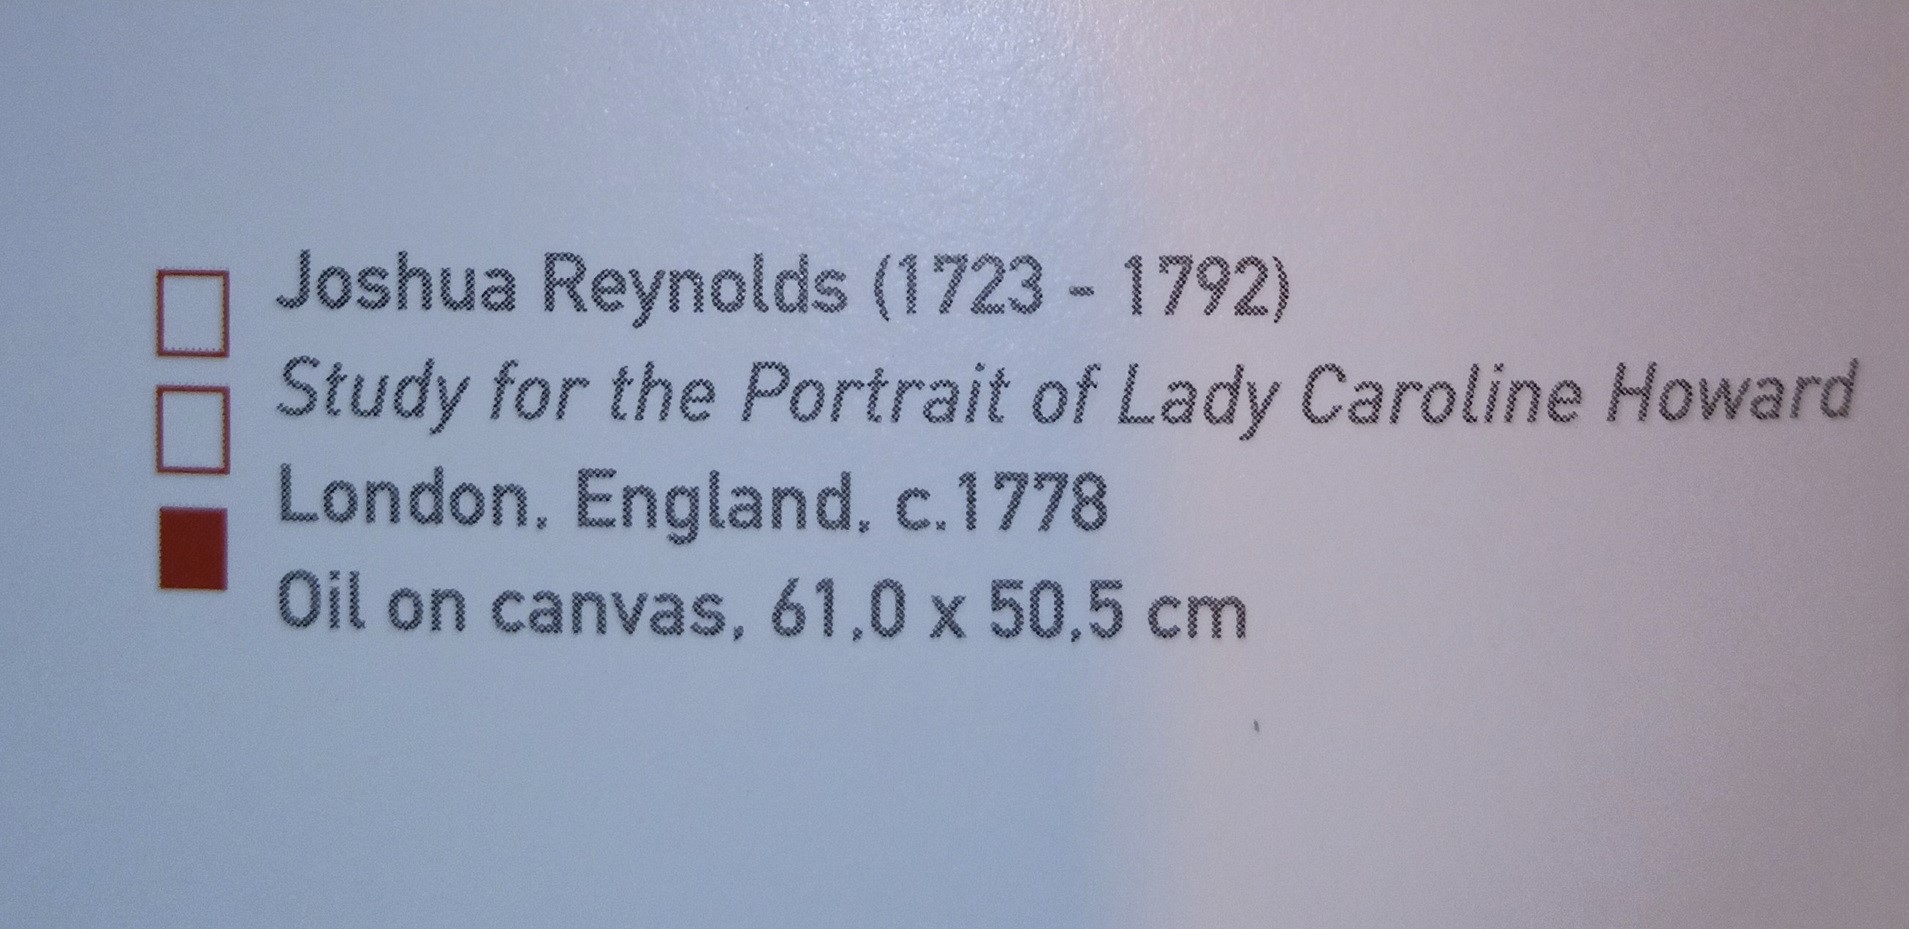 Joshua Reynolds (1723 - 1792)
Study for the Portrait of Lady Caroline Howard
London, England, c.1778
Oil on canvas, 61,0 x 50,5 cm